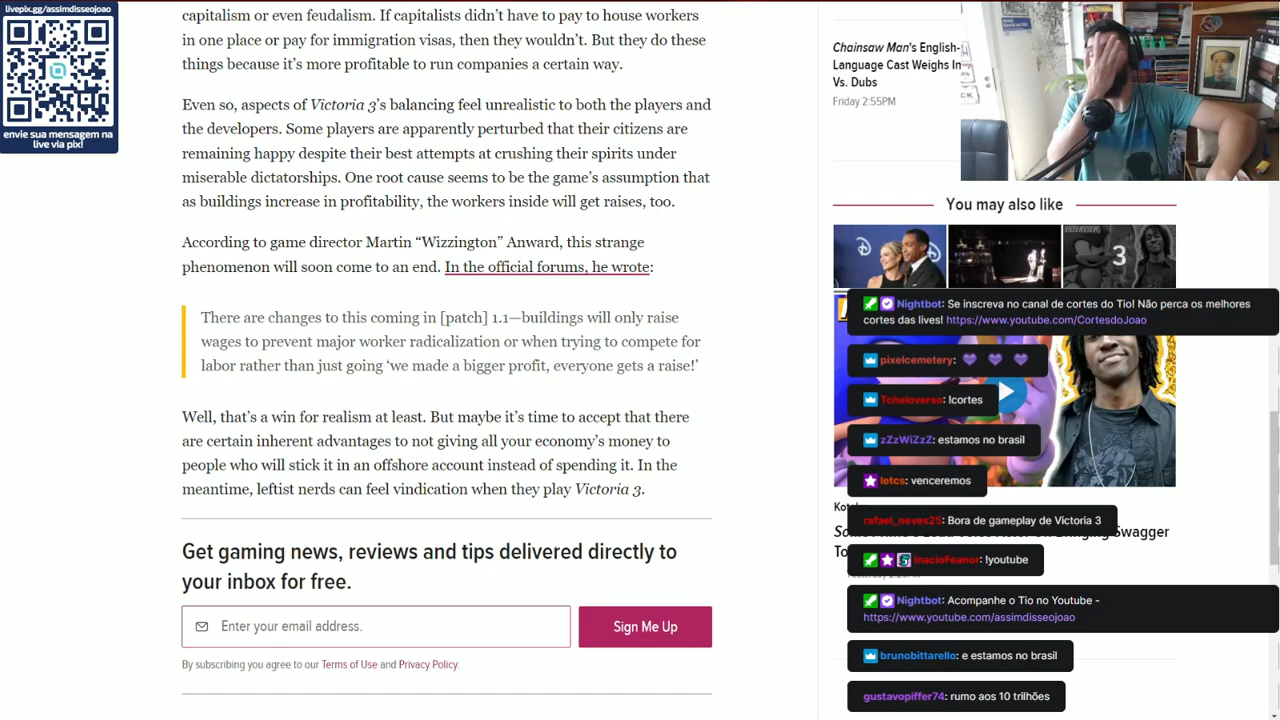 livepix.gg/assimdisseojoao
envie sua mensagem na
live via pix!
capitalism or even feudalism. If capitalists didn’t have to pay to house workers
in one place or pay for immigration visas, then they wouldn’t. But they do these
things because it’s more profitable to run companies a certain way.
Even so, aspects of Victoria 3’s balancing feel unrealistic to both the players and
the developers. Some players are apparently perturbed that their citizens are
remaining happy despite their best attempts at crushing their spirits under
miserable dictatorships. One root cause seems to be the game’s assumption that
as buildings increase in profitability, the workers inside will get raises, too.
According to game director Martin “Wizzington” Anward, this strange
phenomenon will soon come to an end. In the official forums, he wrote:
There are changes to this coming in [patch] 1.1—buildings will only raise
wages to prevent major worker radicalization or when trying to compete for
labor rather than just going ‘we made a bigger profit, everyone gets a raise!’
Well, that’s a win for realism at least. But maybe it’s time to accept that there
are certain inherent advantages to not giving all your economy’s money to
people who will stick it in an offshore account instead of spending it. In the
meantime, leftist nerds can feel vindication when they play Victoria 3.
Get gaming news, reviews and tips delivered directly to
your inbox for free.
Enter your email address.
Sign Me Up
By subscribing you agree to our Terms of Use and Privacy Policy.
Chainsaw Man's English-
Language Cast Weighs In
Vs. Dubs
Friday 2:55PM
You may also like
INTERVIEW
3
Nightbot: Se inscreva no canal de cortes do Tio! Não perca os melhores
cortes das lives! https://www.youtube.com/CortesdoJoao
pixelcemetery: 💜 💜 💜
Tcheloverso: !cortes
zZzWiZzZ: estamos no brasil
letcs: venceremos
rafael_neves25: Bora de gameplay de Victoria 3
Swagger
InacioFeanor: !youtube
Nightbot: Acompanhe o Tio no Youtube -
https://www.youtube.com/assimdisseojoao
brunobittarello: e estamos no brasil
gustavopiffer74: rumo aos 10 trilhões